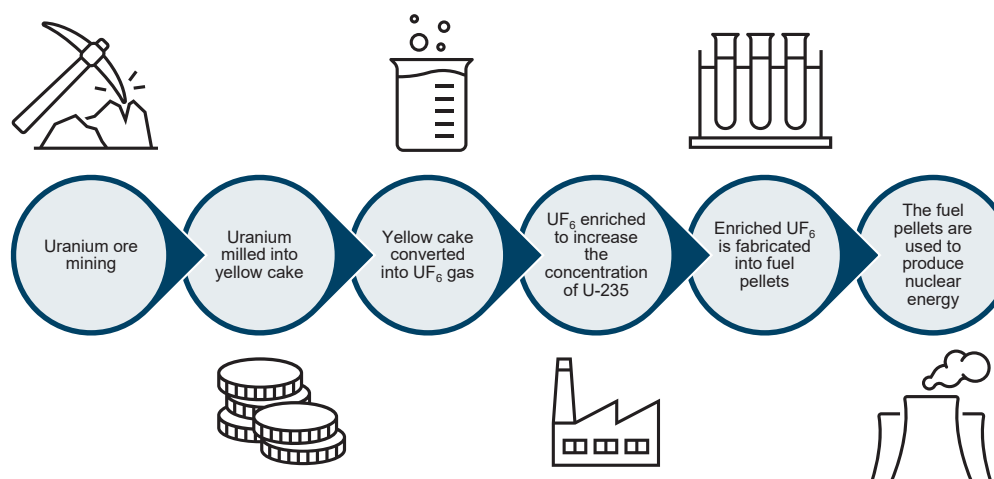 Uranium ore
mining
Uranium
milled into
yellow cake
Yellow cake
converted
into UF₆ gas
UF₆ enriched
to increase
the
concentration
of U-235
Enriched UF₆
is fabricated
into fuel
pellets
The fuel
pellets are
used to
produce
nuclear
energy